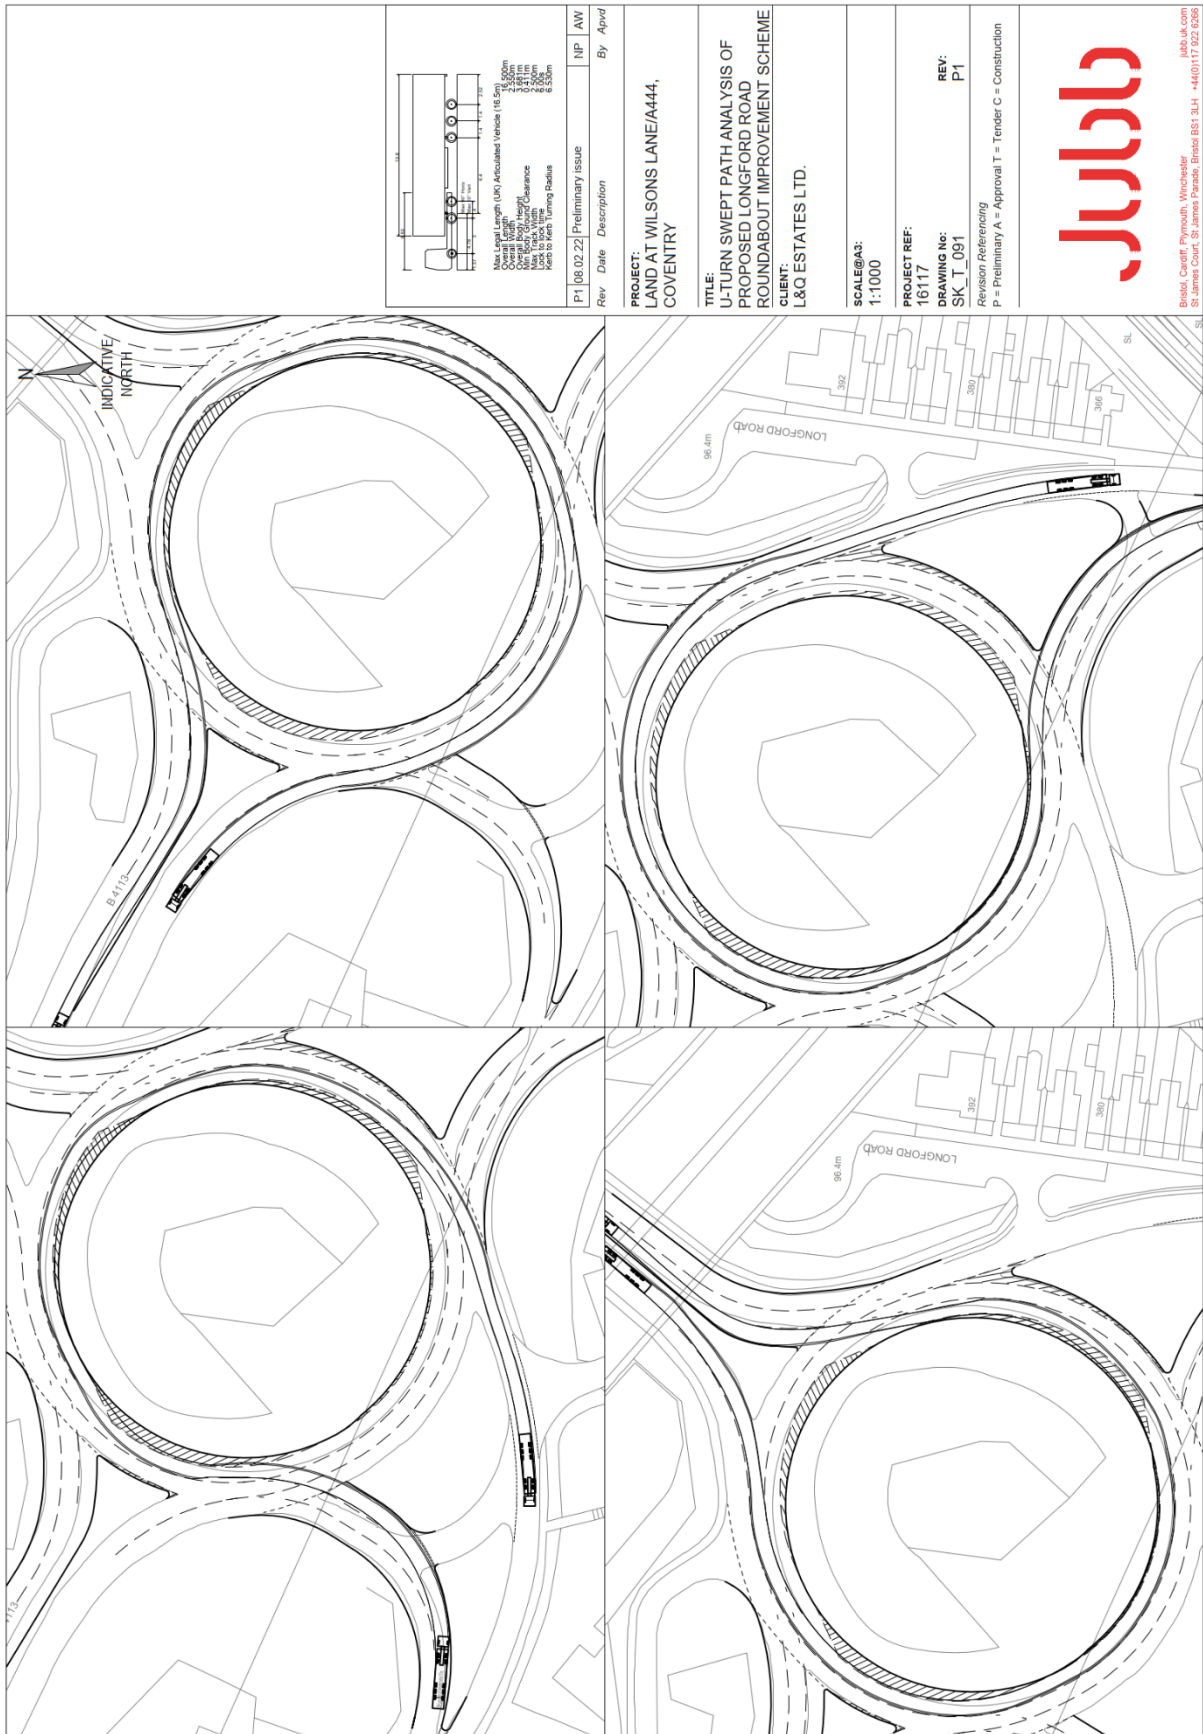 N
INDICATIVE
NORTH
B 4113
4113
LONGFORD ROAD
96.4m
392
380
366
SL
SL
LONGFORD ROAD
96.4m
392
380
Max Legal Length (UK) Articulated Vehicle (16.5m)
Overall Length 16.500m
Overall Width 2.550m
Overall Body Height 3.681m
Min Body Ground Clearance 0.411m
Max Track Width 2.500m
Lock to lock time 6.00s
Kerb to Kerb Turning Radius 6.530m
P1 08.02.22 Preliminary issue NP AW
Rev Date Description By Apvd
PROJECT:
LAND AT WILSONS LANE/A444,
COVENTRY
TITLE:
U-TURN SWEPT PATH ANALYSIS OF
PROPOSED LONGFORD ROAD
ROUNDABOUT IMPROVEMENT SCHEME
CLIENT:
L&Q ESTATES LTD.
SCALE@A3:
1:1000
PROJECT REF:
16117
DRAWING No: REV:
SK_T_091 P1
Revision Referencing
P = Preliminary A = Approval T = Tender C = Construction
Jubb
Bristol, Cardiff, Plymouth, Winchester jubb.uk.com
St James Court, St James Parade, Bristol BS1 3LH +44(0)117 922 6266